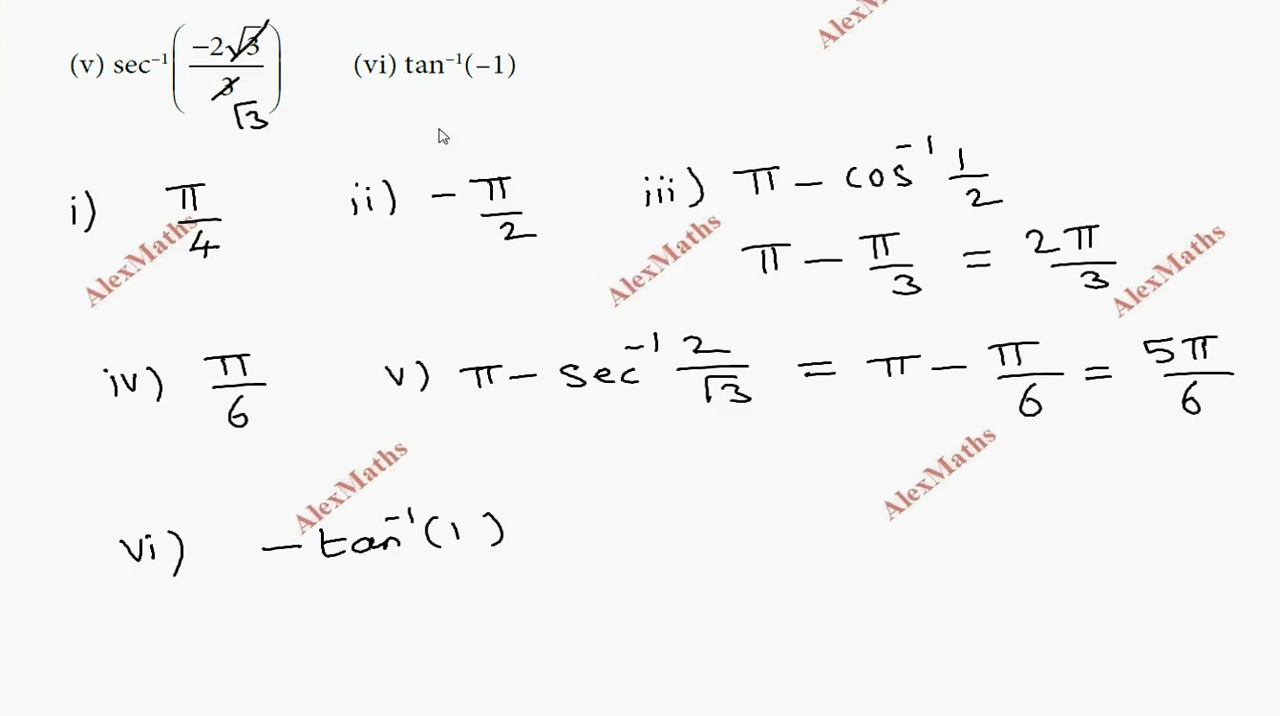 (v) sec⁻¹(−2√3/3) √3 (vi) tan⁻¹(−1)
AlexMaths
i) π/4 ii) −π/2 iii) π − cos⁻¹ 1/2
π − π/3 = 2π/3
AlexMaths AlexMaths AlexMaths
iv) π/6 v) π − sec⁻¹ 2/√3 = π − π/6 = 5π/6
AlexMaths AlexMaths
vi) −tan⁻¹(1)